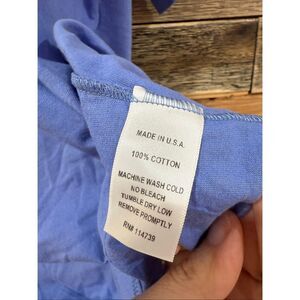 MADE IN U.S.A.
100% COTTON
MACHINE WASH COLD
NO BLEACH
TUMBLE DRY LOW
REMOVE PROMPTLY
RN# 114739